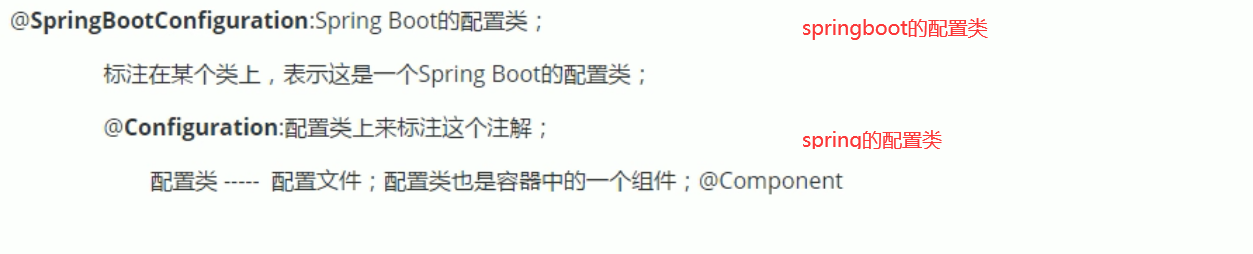 @SpringBootConfiguration:Spring Boot的配置类；
springboot的配置类
标注在某个类上，表示这是一个Spring Boot的配置类；
@Configuration:配置类上来标注这个注解；
spring的配置类
配置类 ----- 配置文件；配置类也是容器中的一个组件；@Component